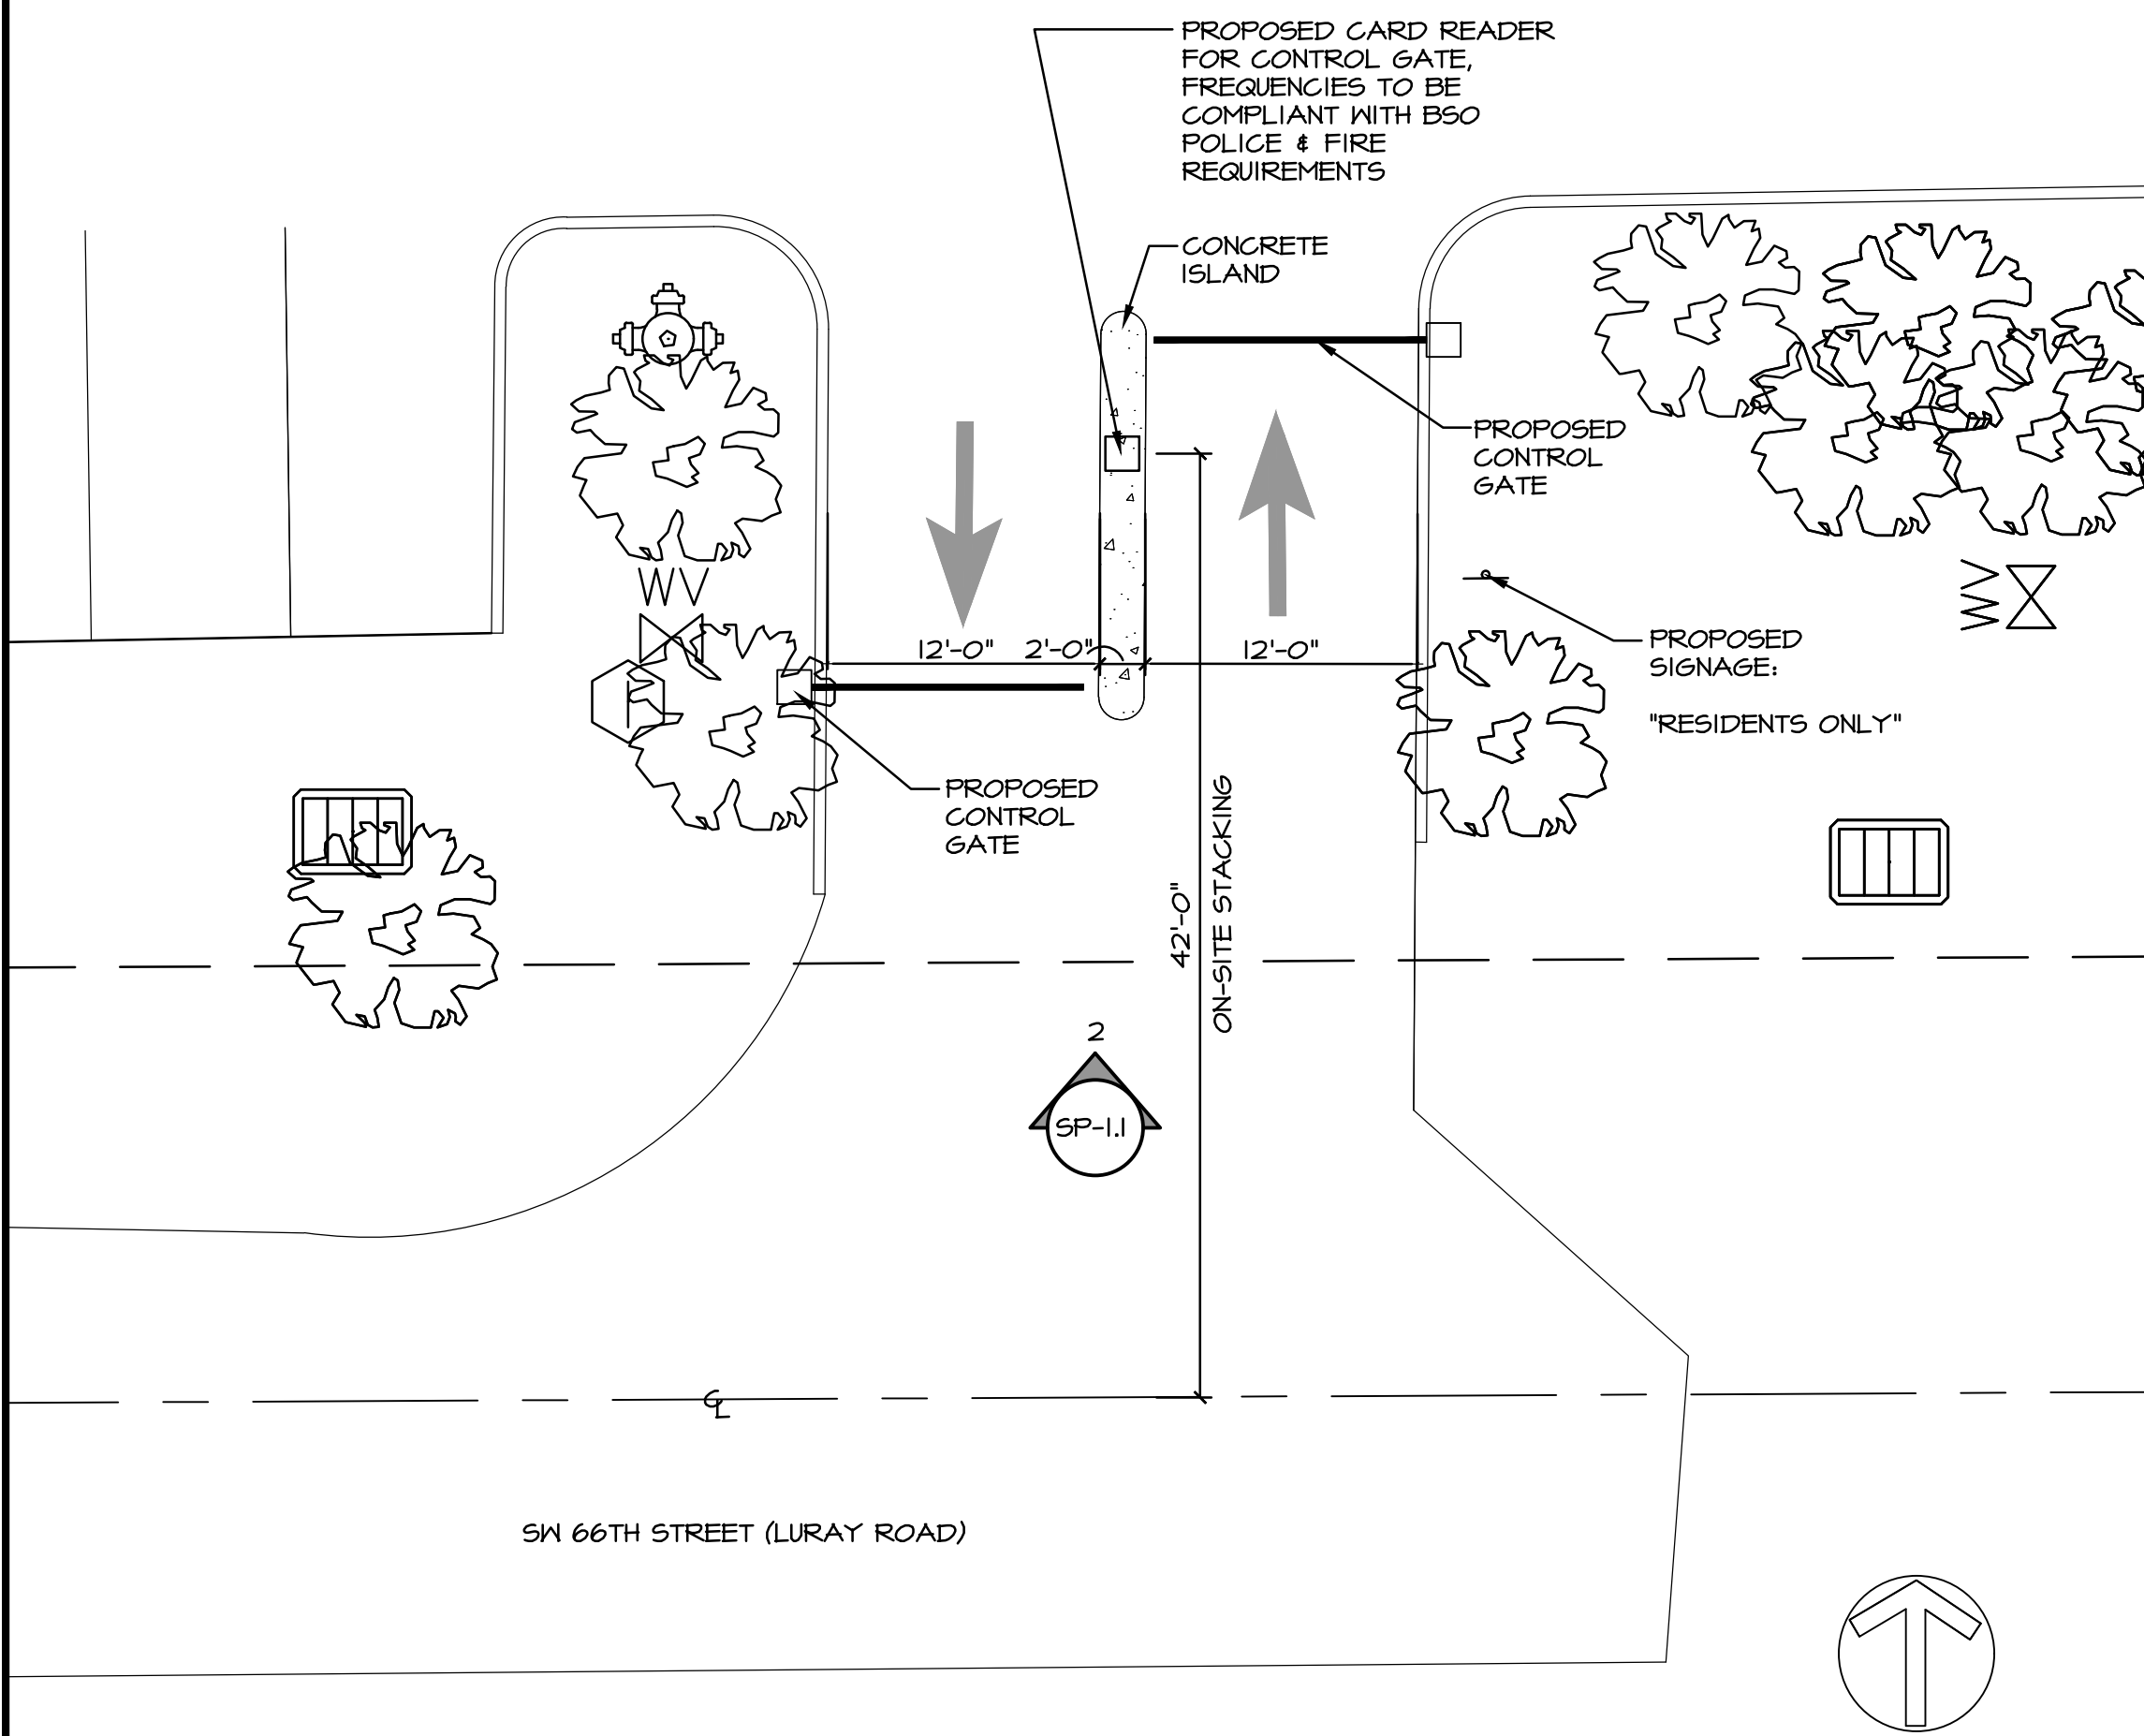 PROPOSED CARD READER
FOR CONTROL GATE,
FREQUENCIES TO BE
COMPLIANT WITH BSO
POLICE & FIRE
REQUIREMENTS
CONCRETE
ISLAND
PROPOSED
CONTROL
GATE
WV
WV
12'-0"
2'-0"
12'-0"
PROPOSED
SIGNAGE:
"RESIDENTS ONLY"
PROPOSED
CONTROL
GATE
42'-0"
ON-SITE STACKING
2
SP-1.1
℄
SW 66TH STREET (LURAY ROAD)